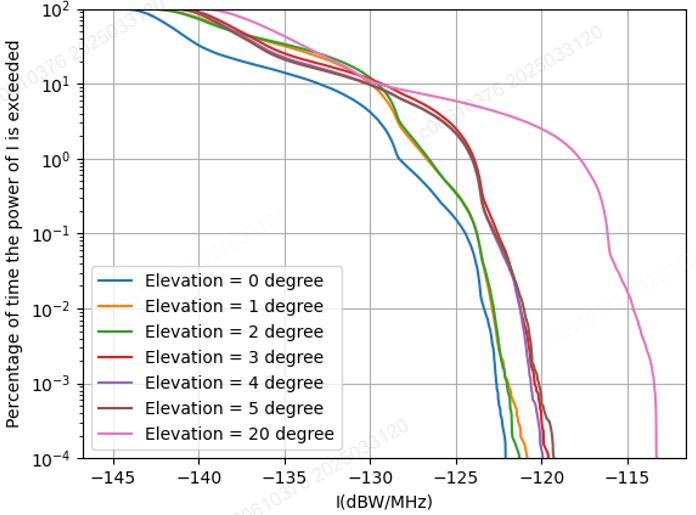 10²
10¹
10⁰
10⁻¹
10⁻²
10⁻³
10⁻⁴
Percentage of time the power of I is exceeded
Elevation = 0 degree
Elevation = 1 degree
Elevation = 2 degree
Elevation = 3 degree
Elevation = 4 degree
Elevation = 5 degree
Elevation = 20 degree
−145 −140 −135 −130 −125 −120 −115
I(dBW/MHz)
c00610376 2025033120